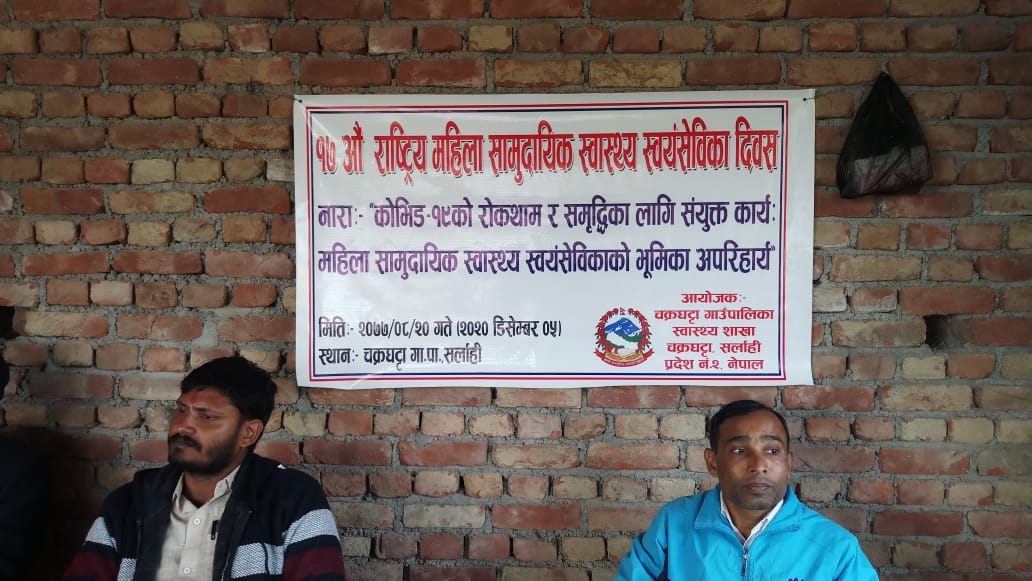 १७ औं राष्ट्रिय महिला सामुदायिक स्वास्थ्य स्वयंसेविका दिवस
नाराः- "कोभिड-१९को रोकथाम र समृद्धिका लागि संयुक्त कार्यः
महिला सामुदायिक स्वास्थ्य स्वयंसेविकाको भूमिका अपरिहार्य"
मितिः- २०७७/०८/२० गते (२०२० डिसेम्बर ०५)
स्थानः- चक्रघट्टा गा.पा. सर्लाही
आयोजकः-
चक्रघट्टा गाउँपालिका
स्वास्थ्य शाखा
चक्रघट्टा, सर्लाही
प्रदेश नं.२, नेपाल